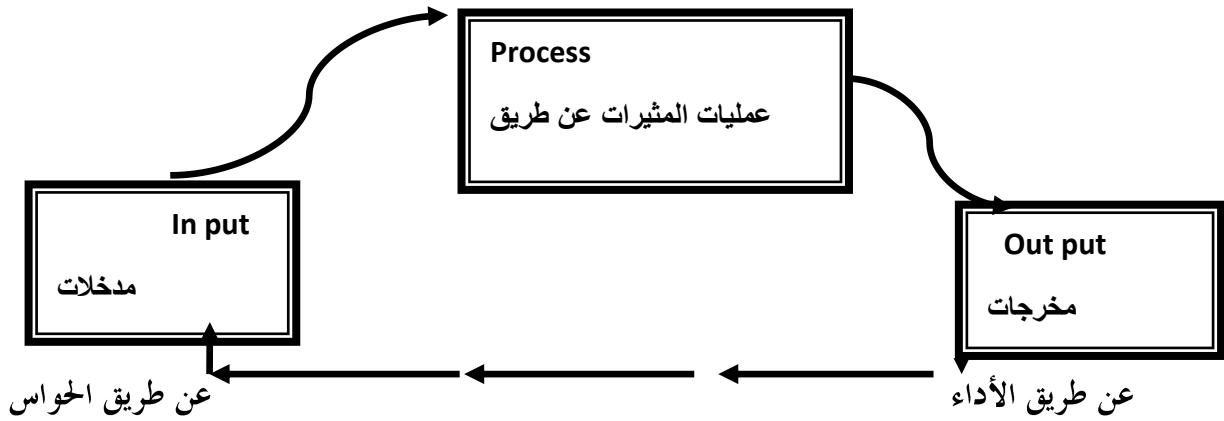 Process
عمليات المثيرات عن طريق
In put
مدخلات
Out put
مخرجات
عن طريق الحواس
عن طريق الأداء